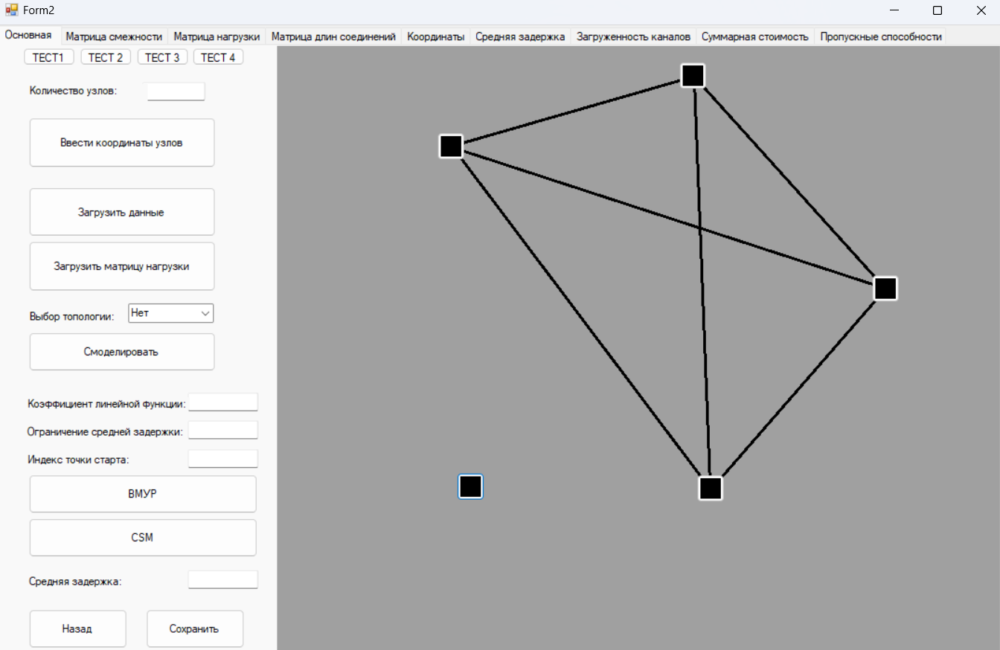 Form2
Основная Матрица смежности Матрица нагрузки Матрица длин соединений Координаты Средняя задержка Загруженность каналов Суммарная стоимость Пропускные способности
ТЕСТ1 ТЕСТ 2 ТЕСТ 3 ТЕСТ 4
Количество узлов:
Ввести координаты узлов
Загрузить данные
Загрузить матрицу нагрузки
Выбор топологии: Нет
Смоделировать
Коэффициент линейной функции:
Ограничение средней задержки:
Индекс точки старта:
ВМУР
CSM
Средняя задержка:
Назад Сохранить